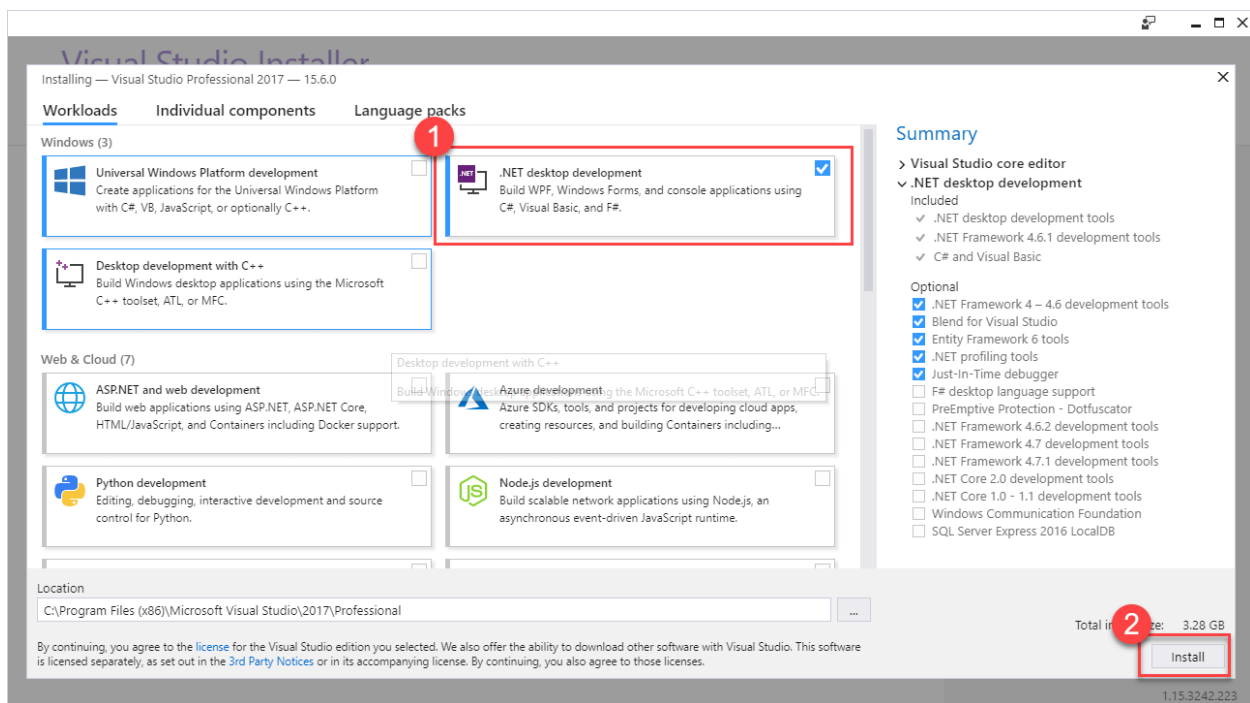 Visual Studio Installer
Installing — Visual Studio Professional 2017 — 15.6.0
Workloads
Individual components
Language packs
1
Windows (3)
Universal Windows Platform development
Create applications for the Universal Windows Platform
with C#, VB, JavaScript, or optionally C++.
.NET
.NET desktop development
Build WPF, Windows Forms, and console applications using
C#, Visual Basic, and F#.
Desktop development with C++
Build Windows desktop applications using the Microsoft
C++ toolset, ATL, or MFC.
Web & Cloud (7)
Desktop development with C++
Build Windows desktop applications using the Microsoft C++ toolset, ATL, or MFC.
ASP.NET and web development
Build web applications using ASP.NET, ASP.NET Core,
HTML/JavaScript, and Containers including Docker support.
Azure development
Azure SDKs, tools, and projects for developing cloud apps,
creating resources, and building Containers including...
Python development
Editing, debugging, interactive development and source
control for Python.
JS
Node.js development
Build scalable network applications using Node.js, an
asynchronous event-driven JavaScript runtime.
Summary
Visual Studio core editor
.NET desktop development
Included
.NET desktop development tools
.NET Framework 4.6.1 development tools
C# and Visual Basic
Optional
.NET Framework 4 – 4.6 development tools
Blend for Visual Studio
Entity Framework 6 tools
.NET profiling tools
Just-In-Time debugger
F# desktop language support
PreEmptive Protection - Dotfuscator
.NET Framework 4.6.2 development tools
.NET Framework 4.7 development tools
.NET Framework 4.7.1 development tools
.NET Core 2.0 development tools
.NET Core 1.0 - 1.1 development tools
Windows Communication Foundation
SQL Server Express 2016 LocalDB
Location
C:\Program Files (x86)\Microsoft Visual Studio\2017\Professional
...
By continuing, you agree to the license for the Visual Studio edition you selected. We also offer the ability to download other software with Visual Studio. This software
is licensed separately, as set out in the 3rd Party Notices or in its accompanying license. By continuing, you also agree to those licenses.
Total 3.28 GB
2
Install
1.15.3242.223